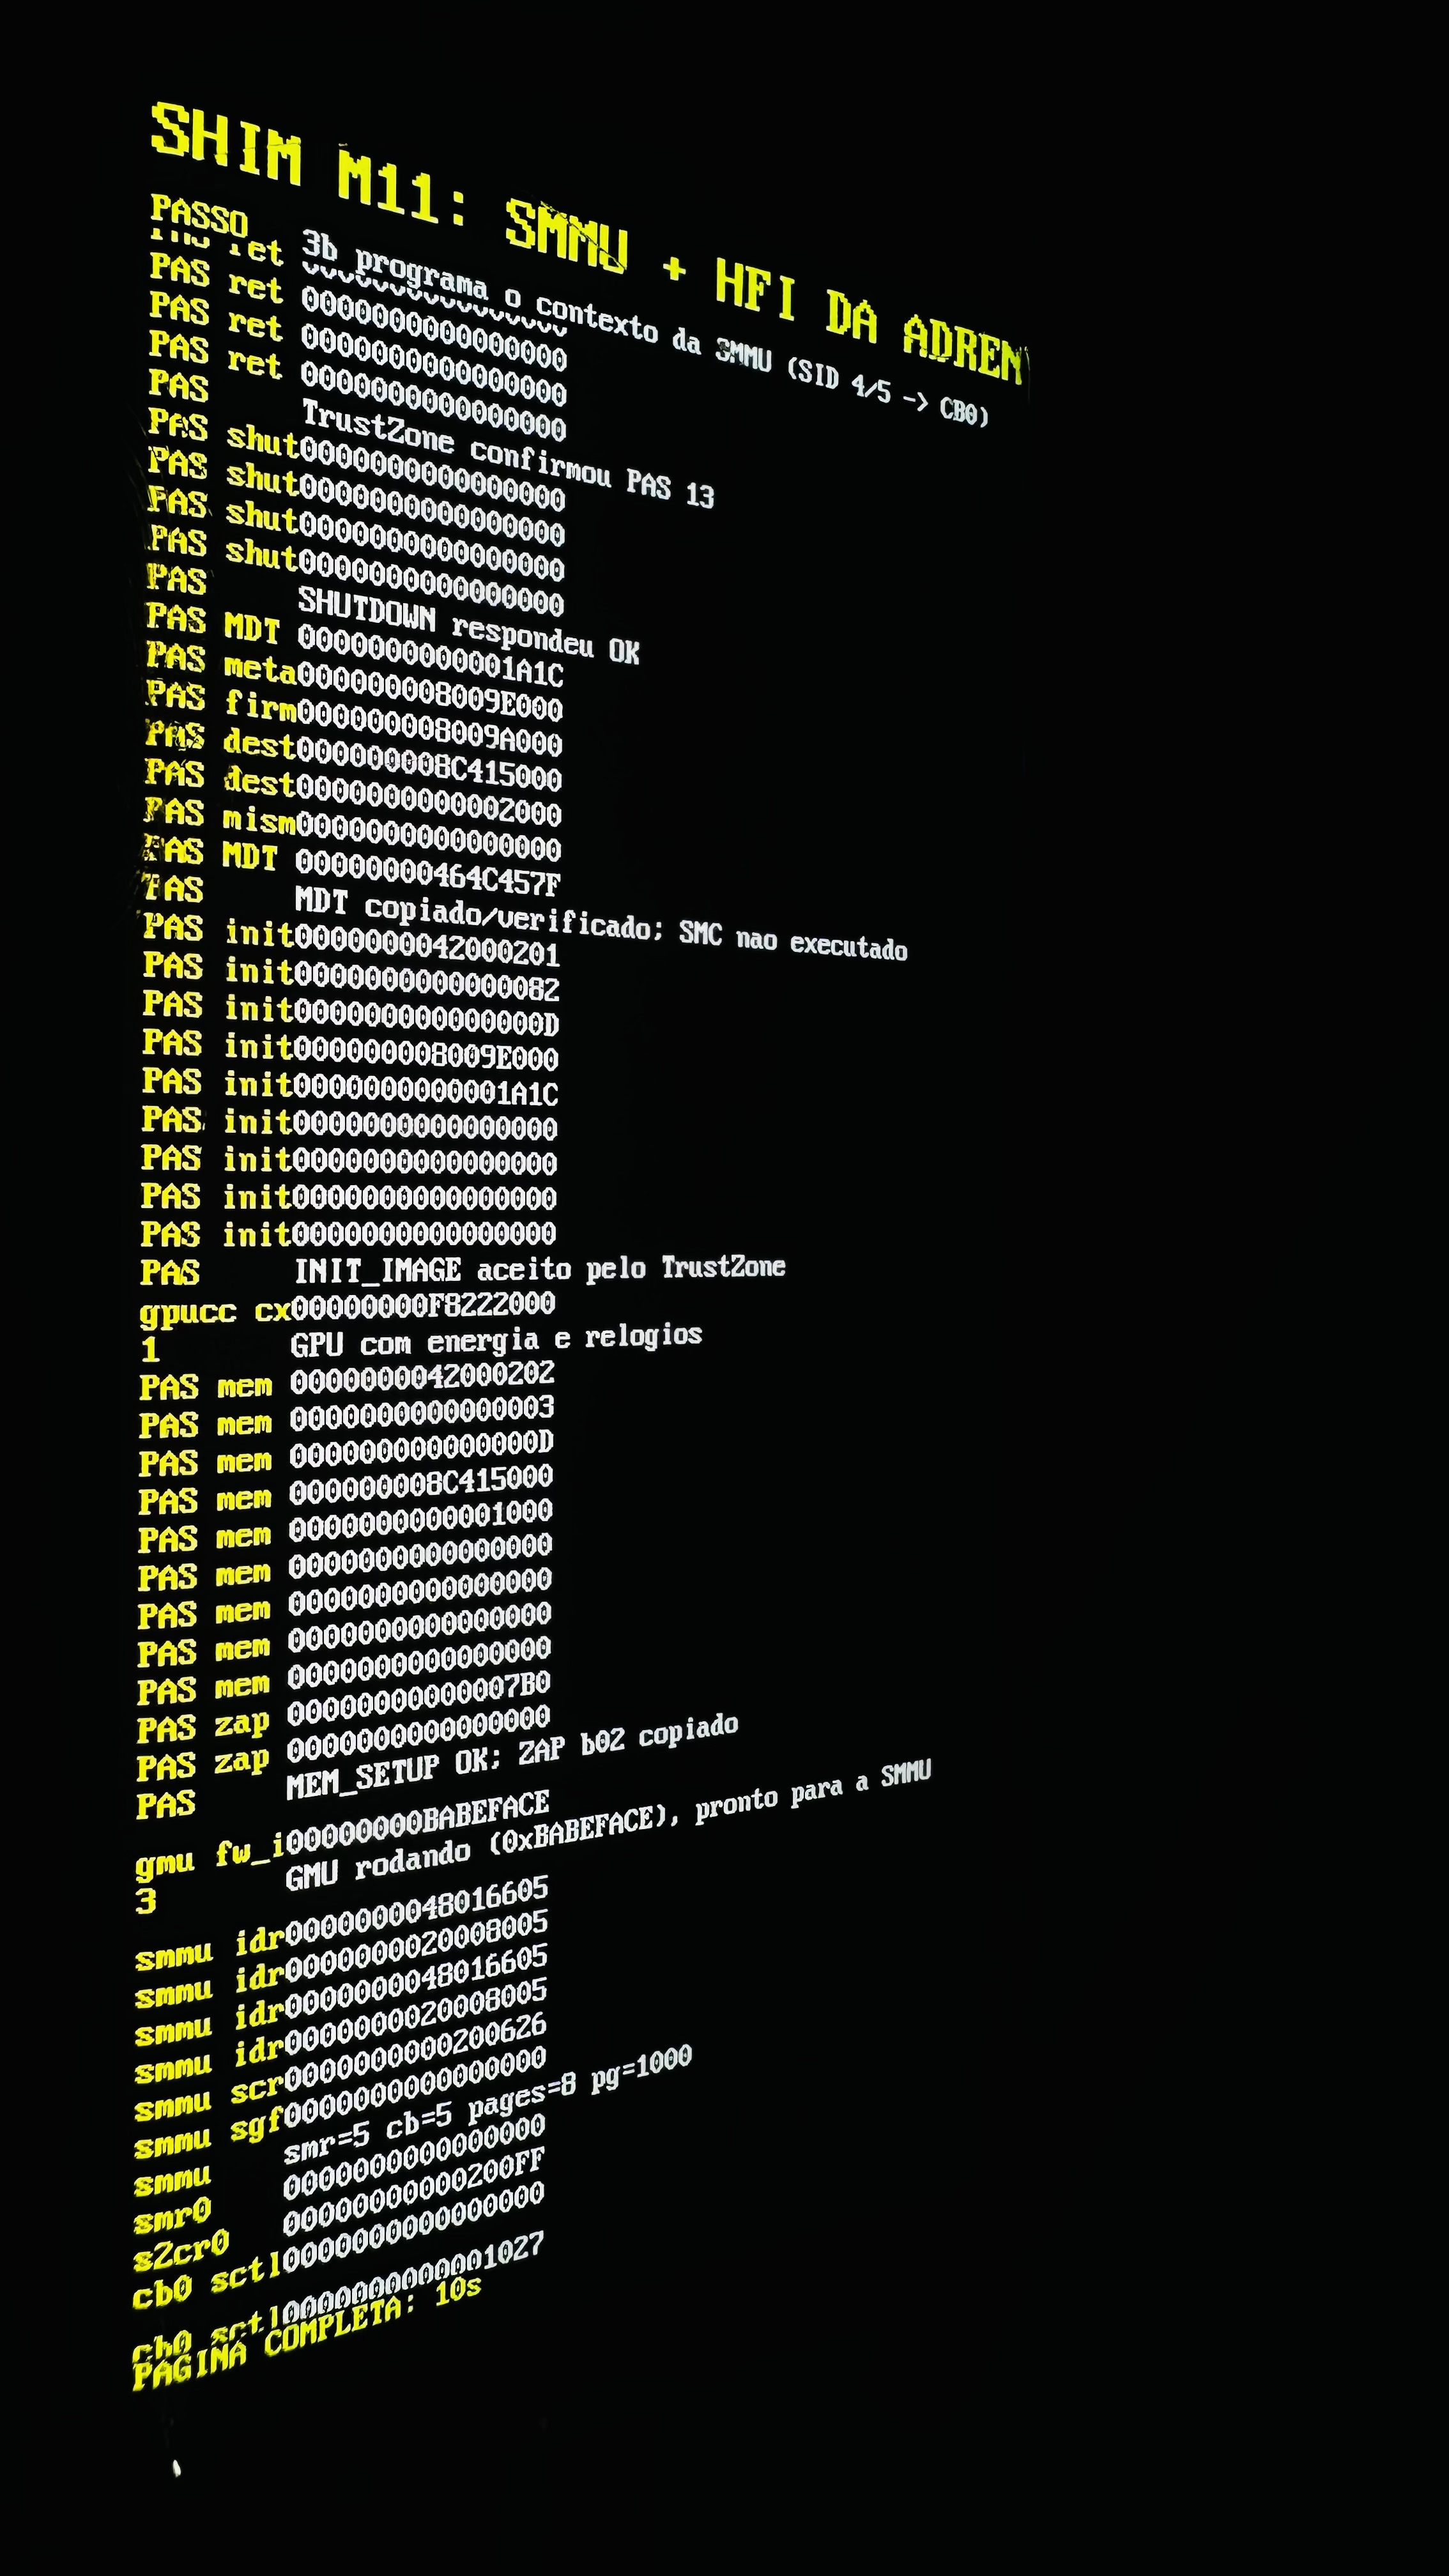 SHIM M11: SMMU + HFI DA ADREN
PASSO 3b programa o contexto da SMMU (SID 4/5 -> CB0)
PAS ret 0000000000000000
PAS ret 0000000000000000
PAS ret 0000000000000000
PAS TrustZone confirmou PAS 13
PAS shut0000000000000000
PAS shut0000000000000000
PAS shut0000000000000000
PAS shut0000000000000000
PAS SHUTDOWN respondeu OK
PAS MDT 0000000000001A1C
PAS meta000000008009E000
PAS firm000000008009A000
PAS dest000000008C415000
PAS dest0000000000002000
PAS mism0000000000000000
PAS MDT 00000000464C457F
PAS MDT copiado/verificado; SMC nao executado
PAS init0000000042000201
PAS init0000000000000082
PAS init000000000000000D
PAS init000000008009E000
PAS init0000000000001A1C
PAS init0000000000000000
PAS init0000000000000000
PAS init0000000000000000
PAS init0000000000000000
PAS INIT_IMAGE aceito pelo TrustZone
gpucc cx00000000F8222000
1 GPU com energia e relogios
PAS mem 0000000042000202
PAS mem 0000000000000003
PAS mem 000000000000000D
PAS mem 000000008C415000
PAS mem 0000000000001000
PAS mem 0000000000000000
PAS mem 0000000000000000
PAS mem 0000000000000000
PAS mem 0000000000000000
PAS zap 00000000000007B0
PAS zap 0000000000000000
PAS MEM_SETUP OK; ZAP b02 copiado
gmu fw_i00000000BABEFACE
3 GMU rodando (0xBABEFACE), pronto para a SMMU
smmu idr0000000048016605
smmu idr0000000020008005
smmu idr0000000048016605
smmu idr0000000020008005
smmu scr0000000000200626
smmu sgf0000000000000000
smmu smr=5 cb=5 pages=8 pg=1000
smr0 0000000000000000
s2cr0 00000000000200FF
cb0 sctl0000000000000000
cb0 sctl0000000000001027
PAGINA COMPLETA: 10s